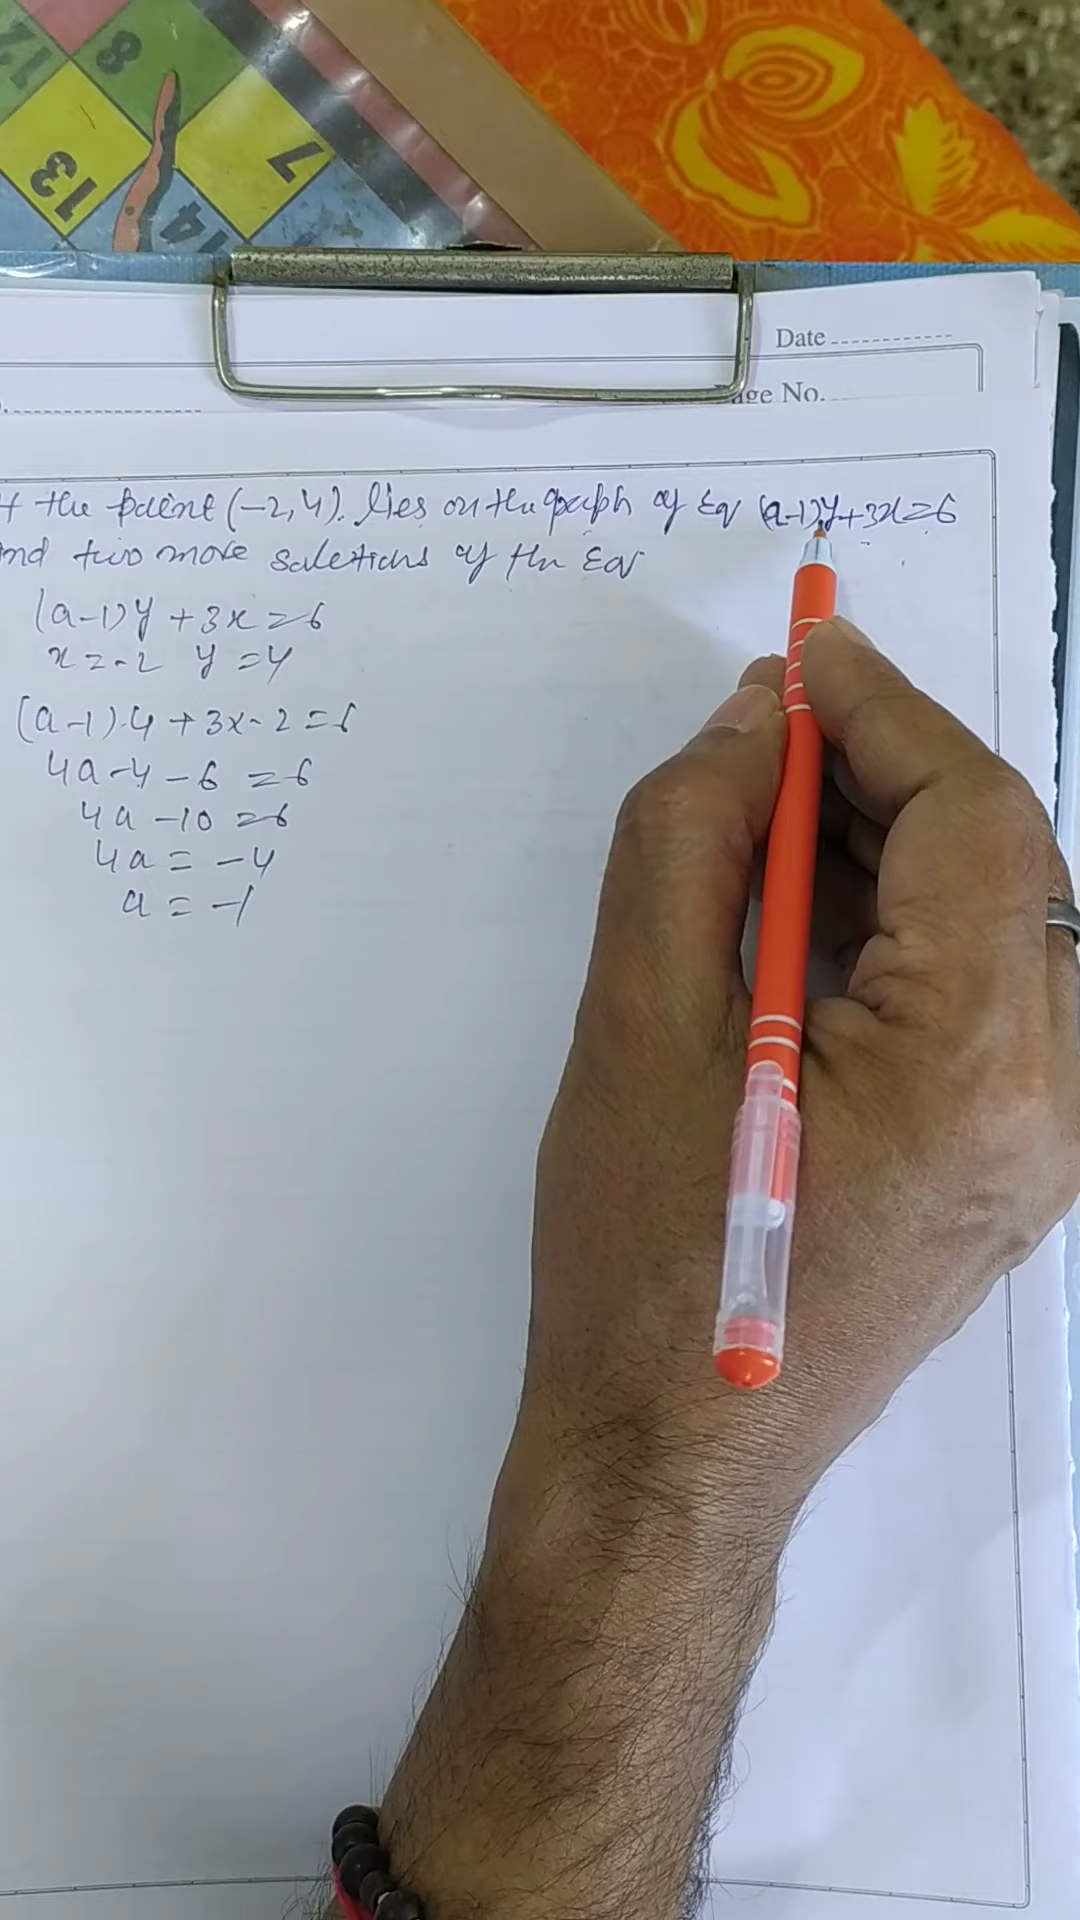 8
13
7
14
Date
age No.
the point (-2,4). lies on the graph of Eq (a-1)y+3x=6
nd two more solutions of the Eq
(a-1)y + 3x = 6
x = -2 y = 4
(a-1).4 + 3x-2 = 6
4a-4-6 = 6
4a-10 = 6
4a = -4
a = -1